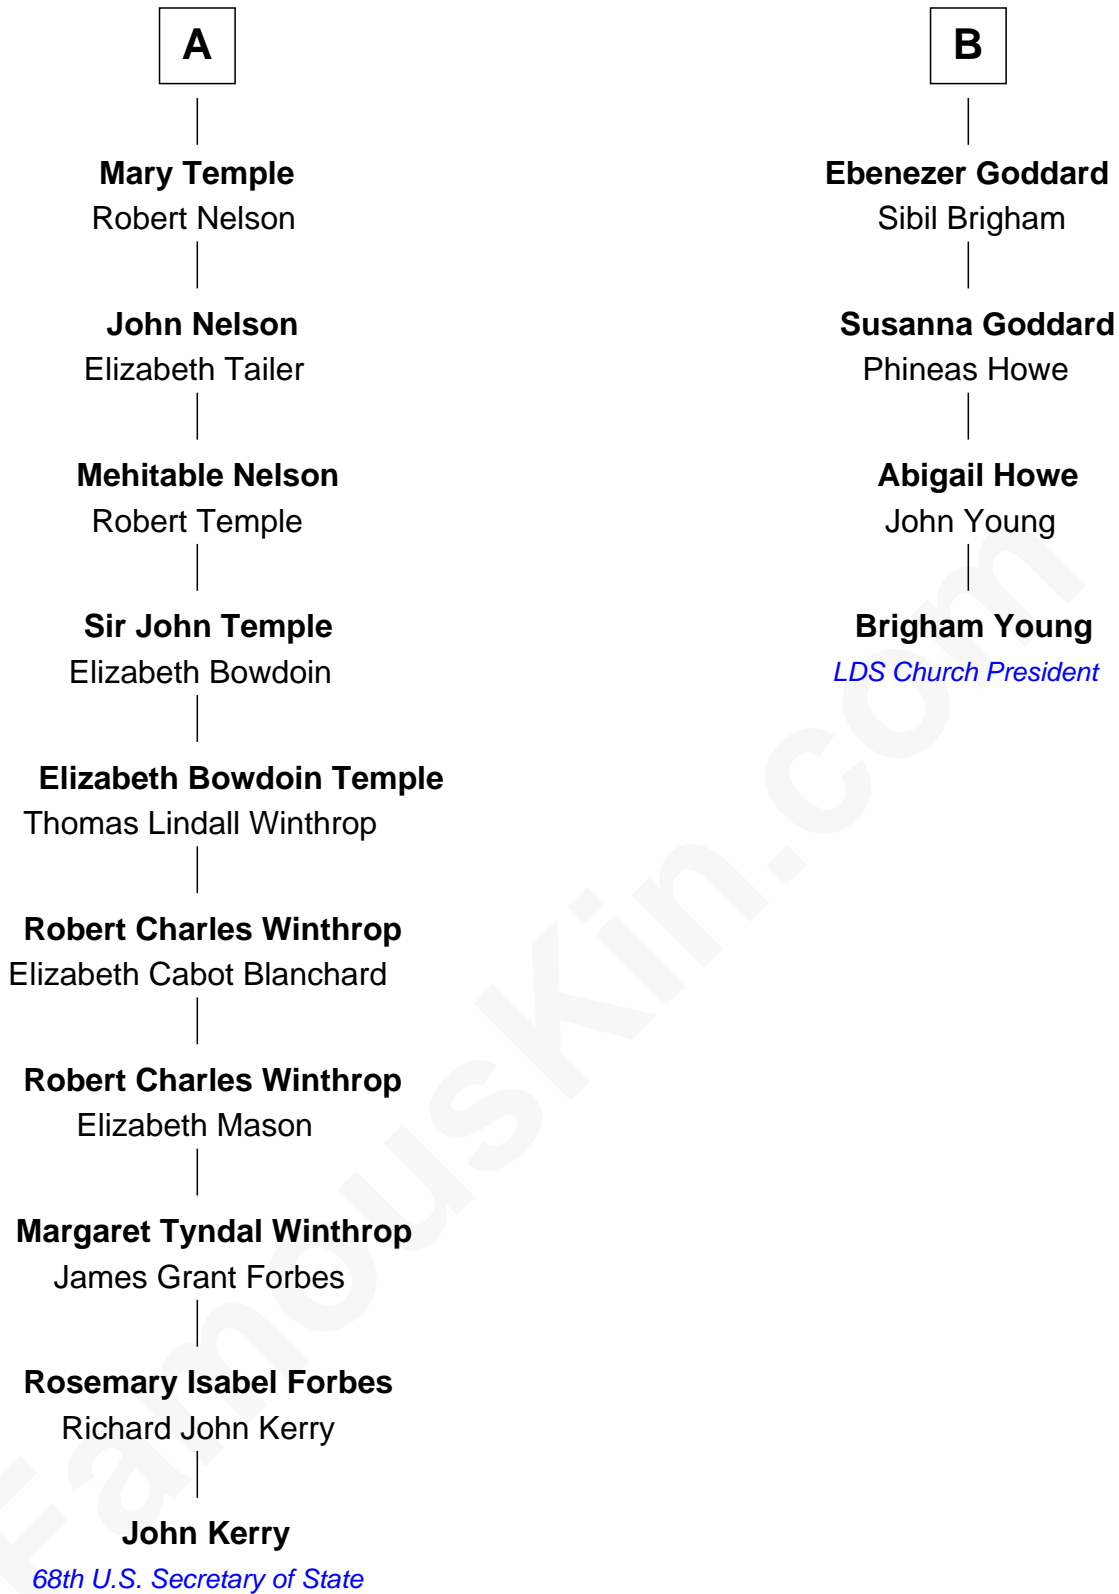 A
Mary Temple
Robert Nelson
John Nelson
Elizabeth Tailer
Mehitable Nelson
Robert Temple
Sir John Temple
Elizabeth Bowdoin
Elizabeth Bowdoin Temple
Thomas Lindall Winthrop
Robert Charles Winthrop
Elizabeth Cabot Blanchard
Robert Charles Winthrop
Elizabeth Mason
Margaret Tyndal Winthrop
James Grant Forbes
Rosemary Isabel Forbes
Richard John Kerry
John Kerry
68th U.S. Secretary of State
B
Ebenezer Goddard
Sibil Brigham
Susanna Goddard
Phineas Howe
Abigail Howe
John Young
Brigham Young
LDS Church President
FamousKin.com